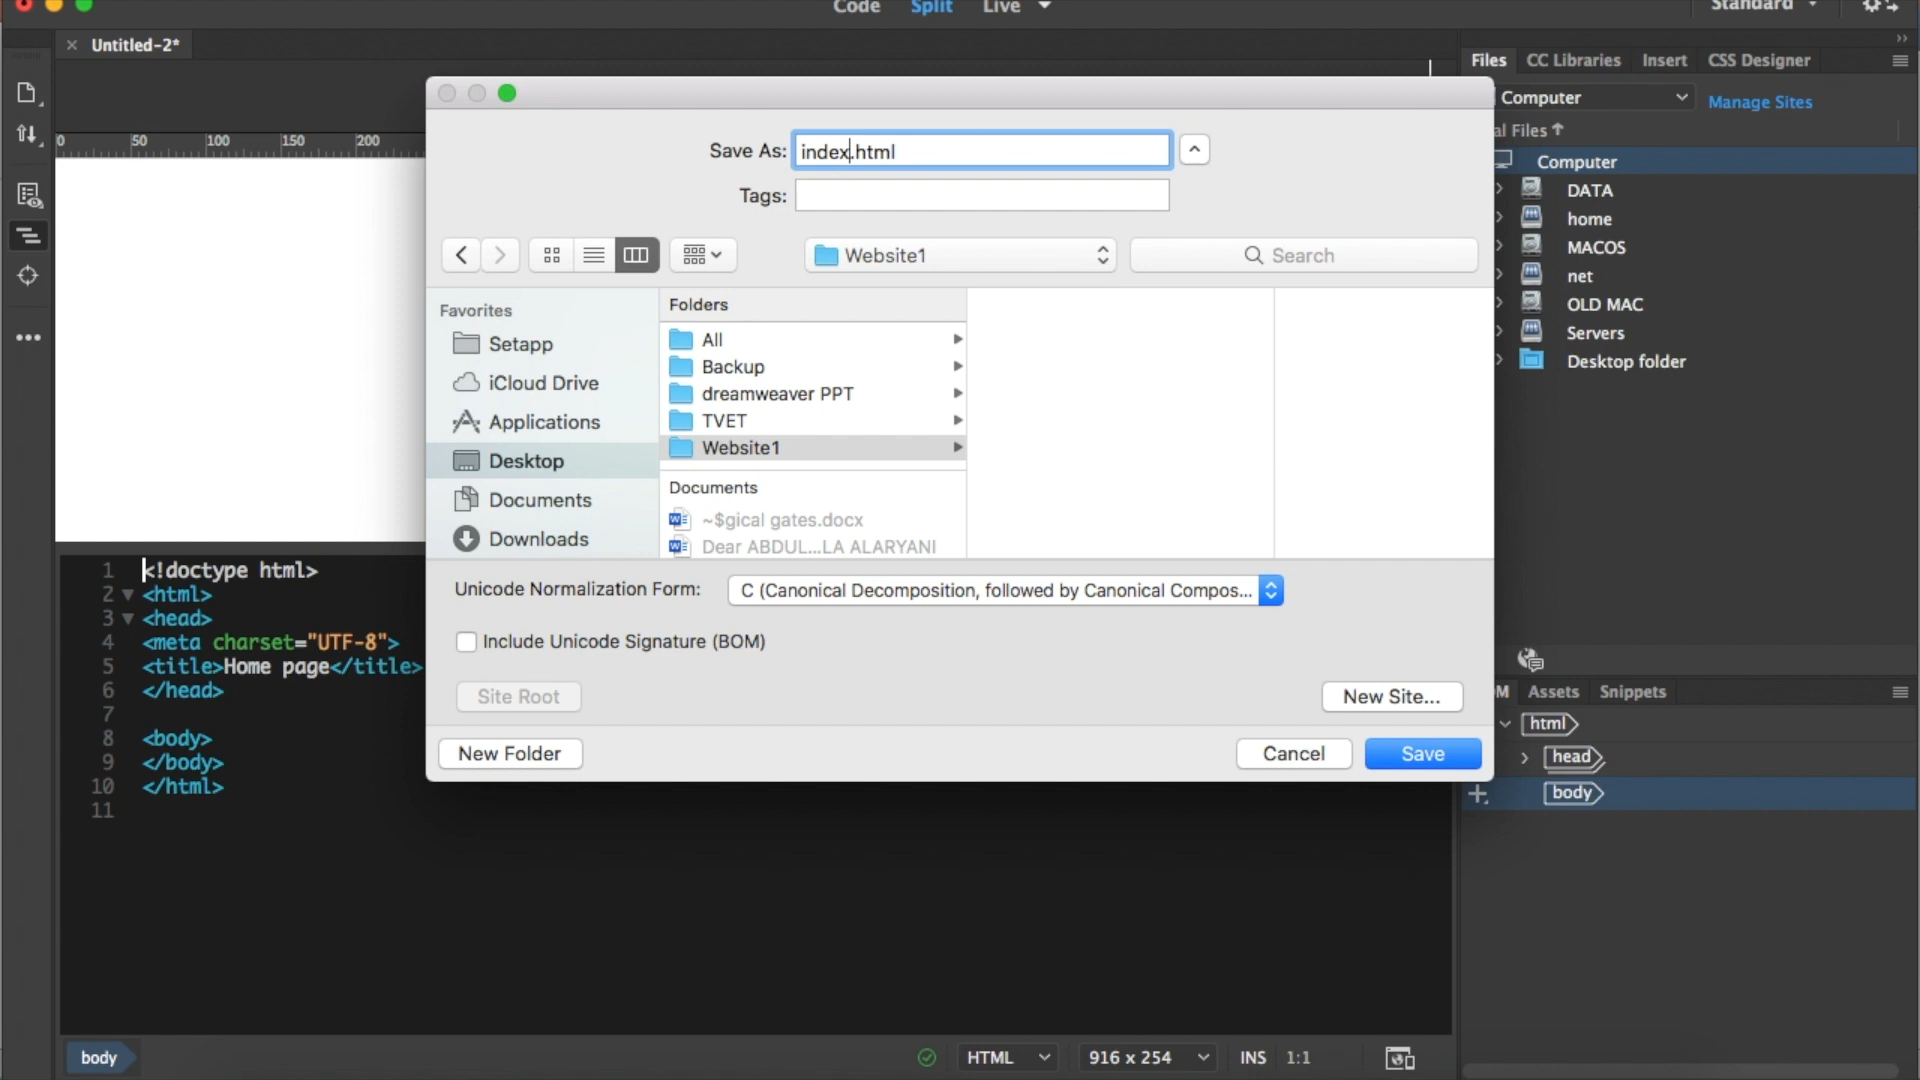 Code Split Live
Standard
Untitled-2*
Files CC Libraries Insert CSS Designer
Computer
Manage Sites
al Files
0 50 100 150 200
Save As: index.html
Tags:
Website1
Search
Favorites
Setapp
iCloud Drive
Applications
Desktop
Documents
Downloads
Folders
All
Backup
dreamweaver PPT
TVET
Website1
Documents
~$gical gates.docx
Dear ABDUL...LA ALARYANI
Computer
DATA
home
MACOS
net
OLD MAC
Servers
Desktop folder
Unicode Normalization Form: C (Canonical Decomposition, followed by Canonical Compos...
Include Unicode Signature (BOM)
Site Root
New Site...
New Folder
Cancel
Save
1 <!doctype html>
2 <html>
3 <head>
4 <meta charset="UTF-8">
5 <title>Home page</title>
6 </head>
7
8 <body>
9 </body>
10 </html>
11
OM Assets Snippets
html
head
body
body
HTML
916 x 254
INS 1:1